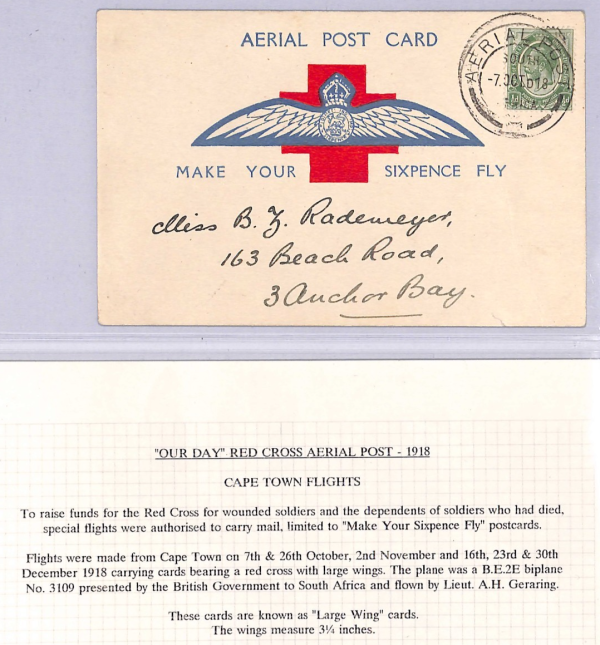 AERIAL POST CARD
AERIAL POST
SOUTH
-7.OCTO18
AFRICA
MAKE YOUR SIXPENCE FLY
Miss B. Z. Rademeyer,
163 Beach Road,
3 Anchor Bay.
"OUR DAY" RED CROSS AERIAL POST - 1918
CAPE TOWN FLIGHTS
To raise funds for the Red Cross for wounded soldiers and the dependents of soldiers who had died,
special flights were authorised to carry mail, limited to "Make Your Sixpence Fly" postcards.
Flights were made from Cape Town cn 7th & 26th October, 2nd November and 16th, 23rd & 30th
December 1918 carrying cards bearing a red cross with large wings. The plane was a B.E.2E biplane
No. 3109 presented by the British Government to South Africa and flown by Lieut. A.H. Geraring.
These cards are known as "Large Wing" cards.
The wings measure 3¼ inches.